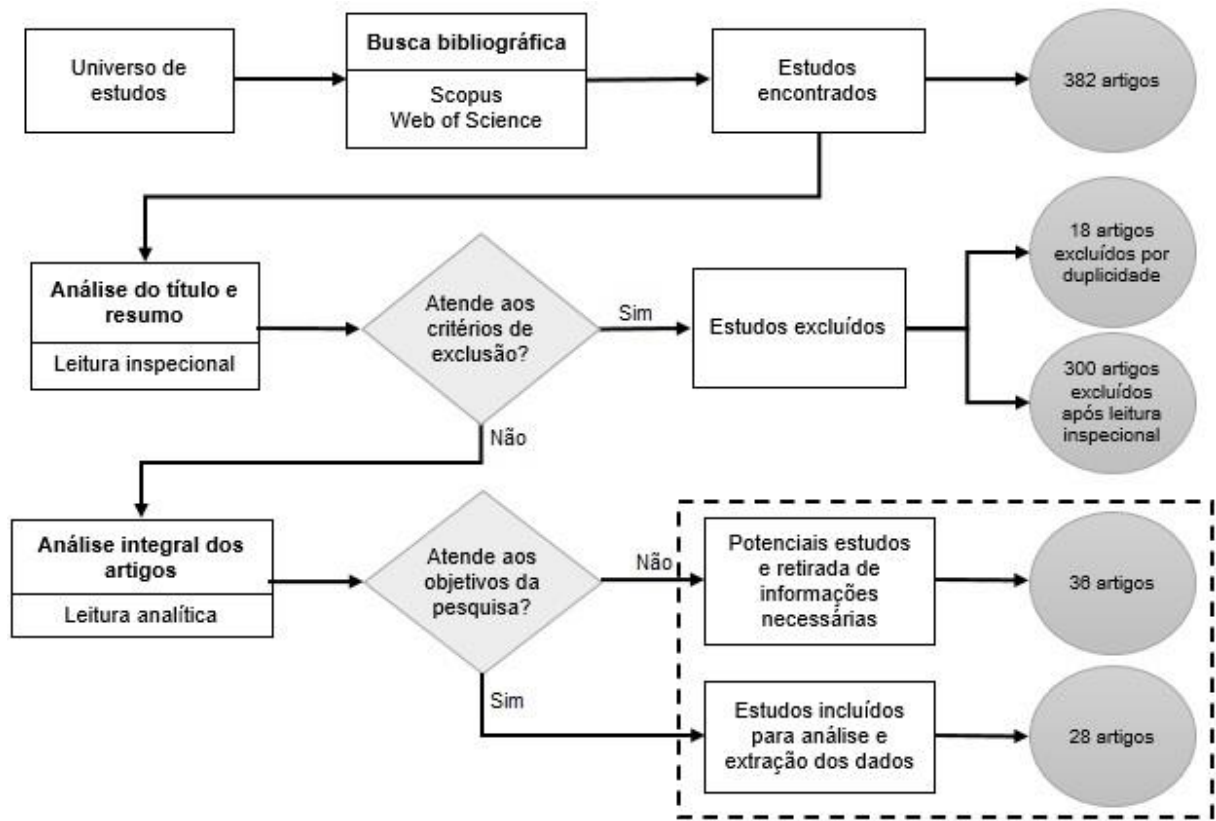 Universo de
estudos
Busca bibliográfica
Scopus
Web of Science
Estudos
encontrados
382 artigos
Análise do título e
resumo
Leitura inspecional
Atende aos
critérios de
exclusão?
Sim
Estudos excluídos
18 artigos
excluídos por
duplicidade
300 artigos
excluídos
após leitura
inspecional
Não
Análise integral dos
artigos
Leitura analítica
Atende aos
objetivos da
pesquisa?
Não
Potenciais estudos
e retirada de
informações
necessárias
36 artigos
Sim
Estudos incluídos
para análise e
extração dos dados
28 artigos